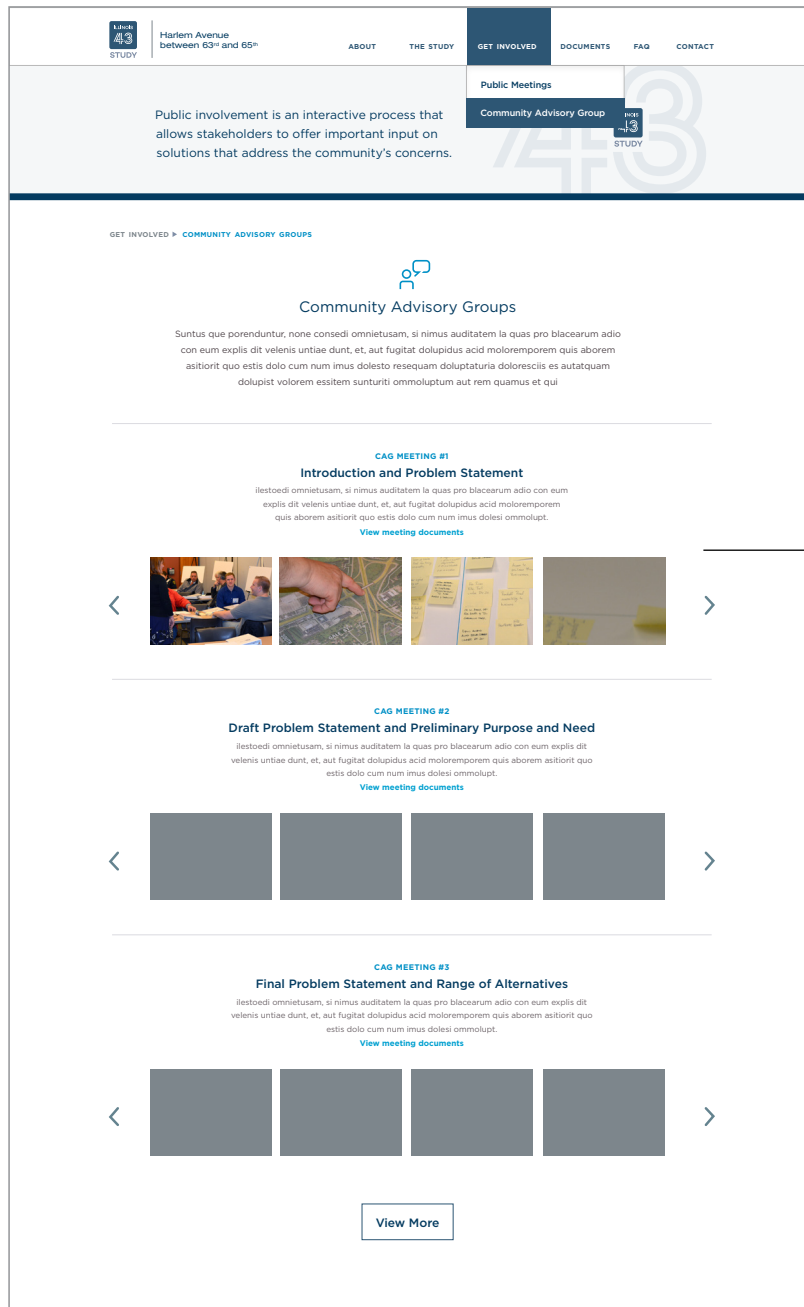 Illinois
43
STUDY
Harlem Avenue
between 63rd and 65th
ABOUT THE STUDY GET INVOLVED DOCUMENTS FAQ CONTACT
Public Meetings
Community Advisory Group
Public involvement is an interactive process that
allows stakeholders to offer important input on
solutions that address the community's concerns.
43
43
STUDY
GET INVOLVED ▶ COMMUNITY ADVISORY GROUPS
Community Advisory Groups
Suntus que porenduntur, none consedi omnietusam, si nimus auditatem la quas pro blacearum adio
con eum explis dit velenis untiae dunt, et, aut fugitat dolupidus acid moloremporem quis aborem
asitiorit quo estis dolo cum num imus dolesto resequam doluptaturia doloresciis es autatquam
dolupist volorem essitem sunturiti ommoluptum aut rem quamus et qui
CAG MEETING #1
Introduction and Problem Statement
ilestoedi omnietusam, si nimus auditatem la quas pro blacearum adio con eum
explis dit velenis untiae dunt, et, aut fugitat dolupidus acid moloremporem
quis aborem asitiorit quo estis dolo cum num imus dolesi ommolupt.
View meeting documents
CAG MEETING #2
Draft Problem Statement and Preliminary Purpose and Need
ilestoedi omnietusam, si nimus auditatem la quas pro blacearum adio con eum explis dit
velenis untiae dunt, et, aut fugitat dolupidus acid moloremporem quis aborem asitiorit quo
estis dolo cum num imus dolesi ommolupt.
View meeting documents
CAG MEETING #3
Final Problem Statement and Range of Alternatives
ilestoedi omnietusam, si nimus auditatem la quas pro blacearum adio con eum explis dit
velenis untiae dunt, et, aut fugitat dolupidus acid moloremporem quis aborem asitiorit quo
estis dolo cum num imus dolesi ommolupt.
View meeting documents
View More